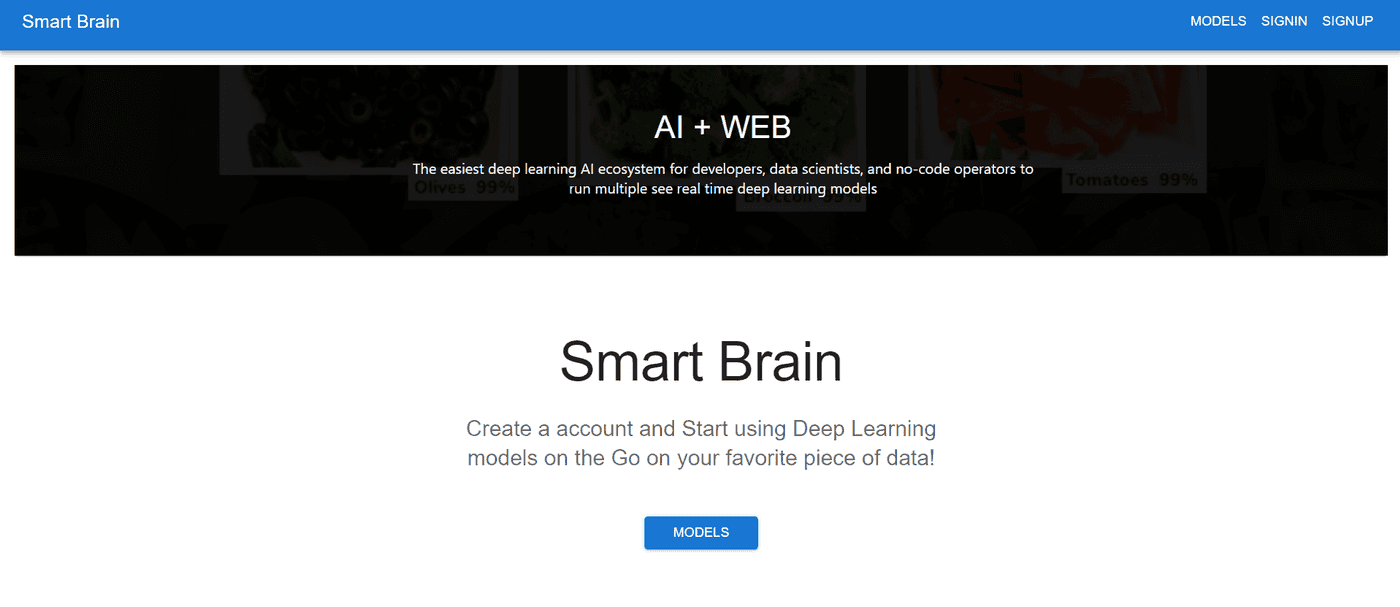 Smart Brain
MODELS SIGNIN SIGNUP
AI + WEB
The easiest deep learning AI ecosystem for developers, data scientists, and no-code operators to
run multiple see real time deep learning models
Olives 99%
Broccoli 99%
Tomatoes 99%
Smart Brain
Create a account and Start using Deep Learning
models on the Go on your favorite piece of data!
MODELS